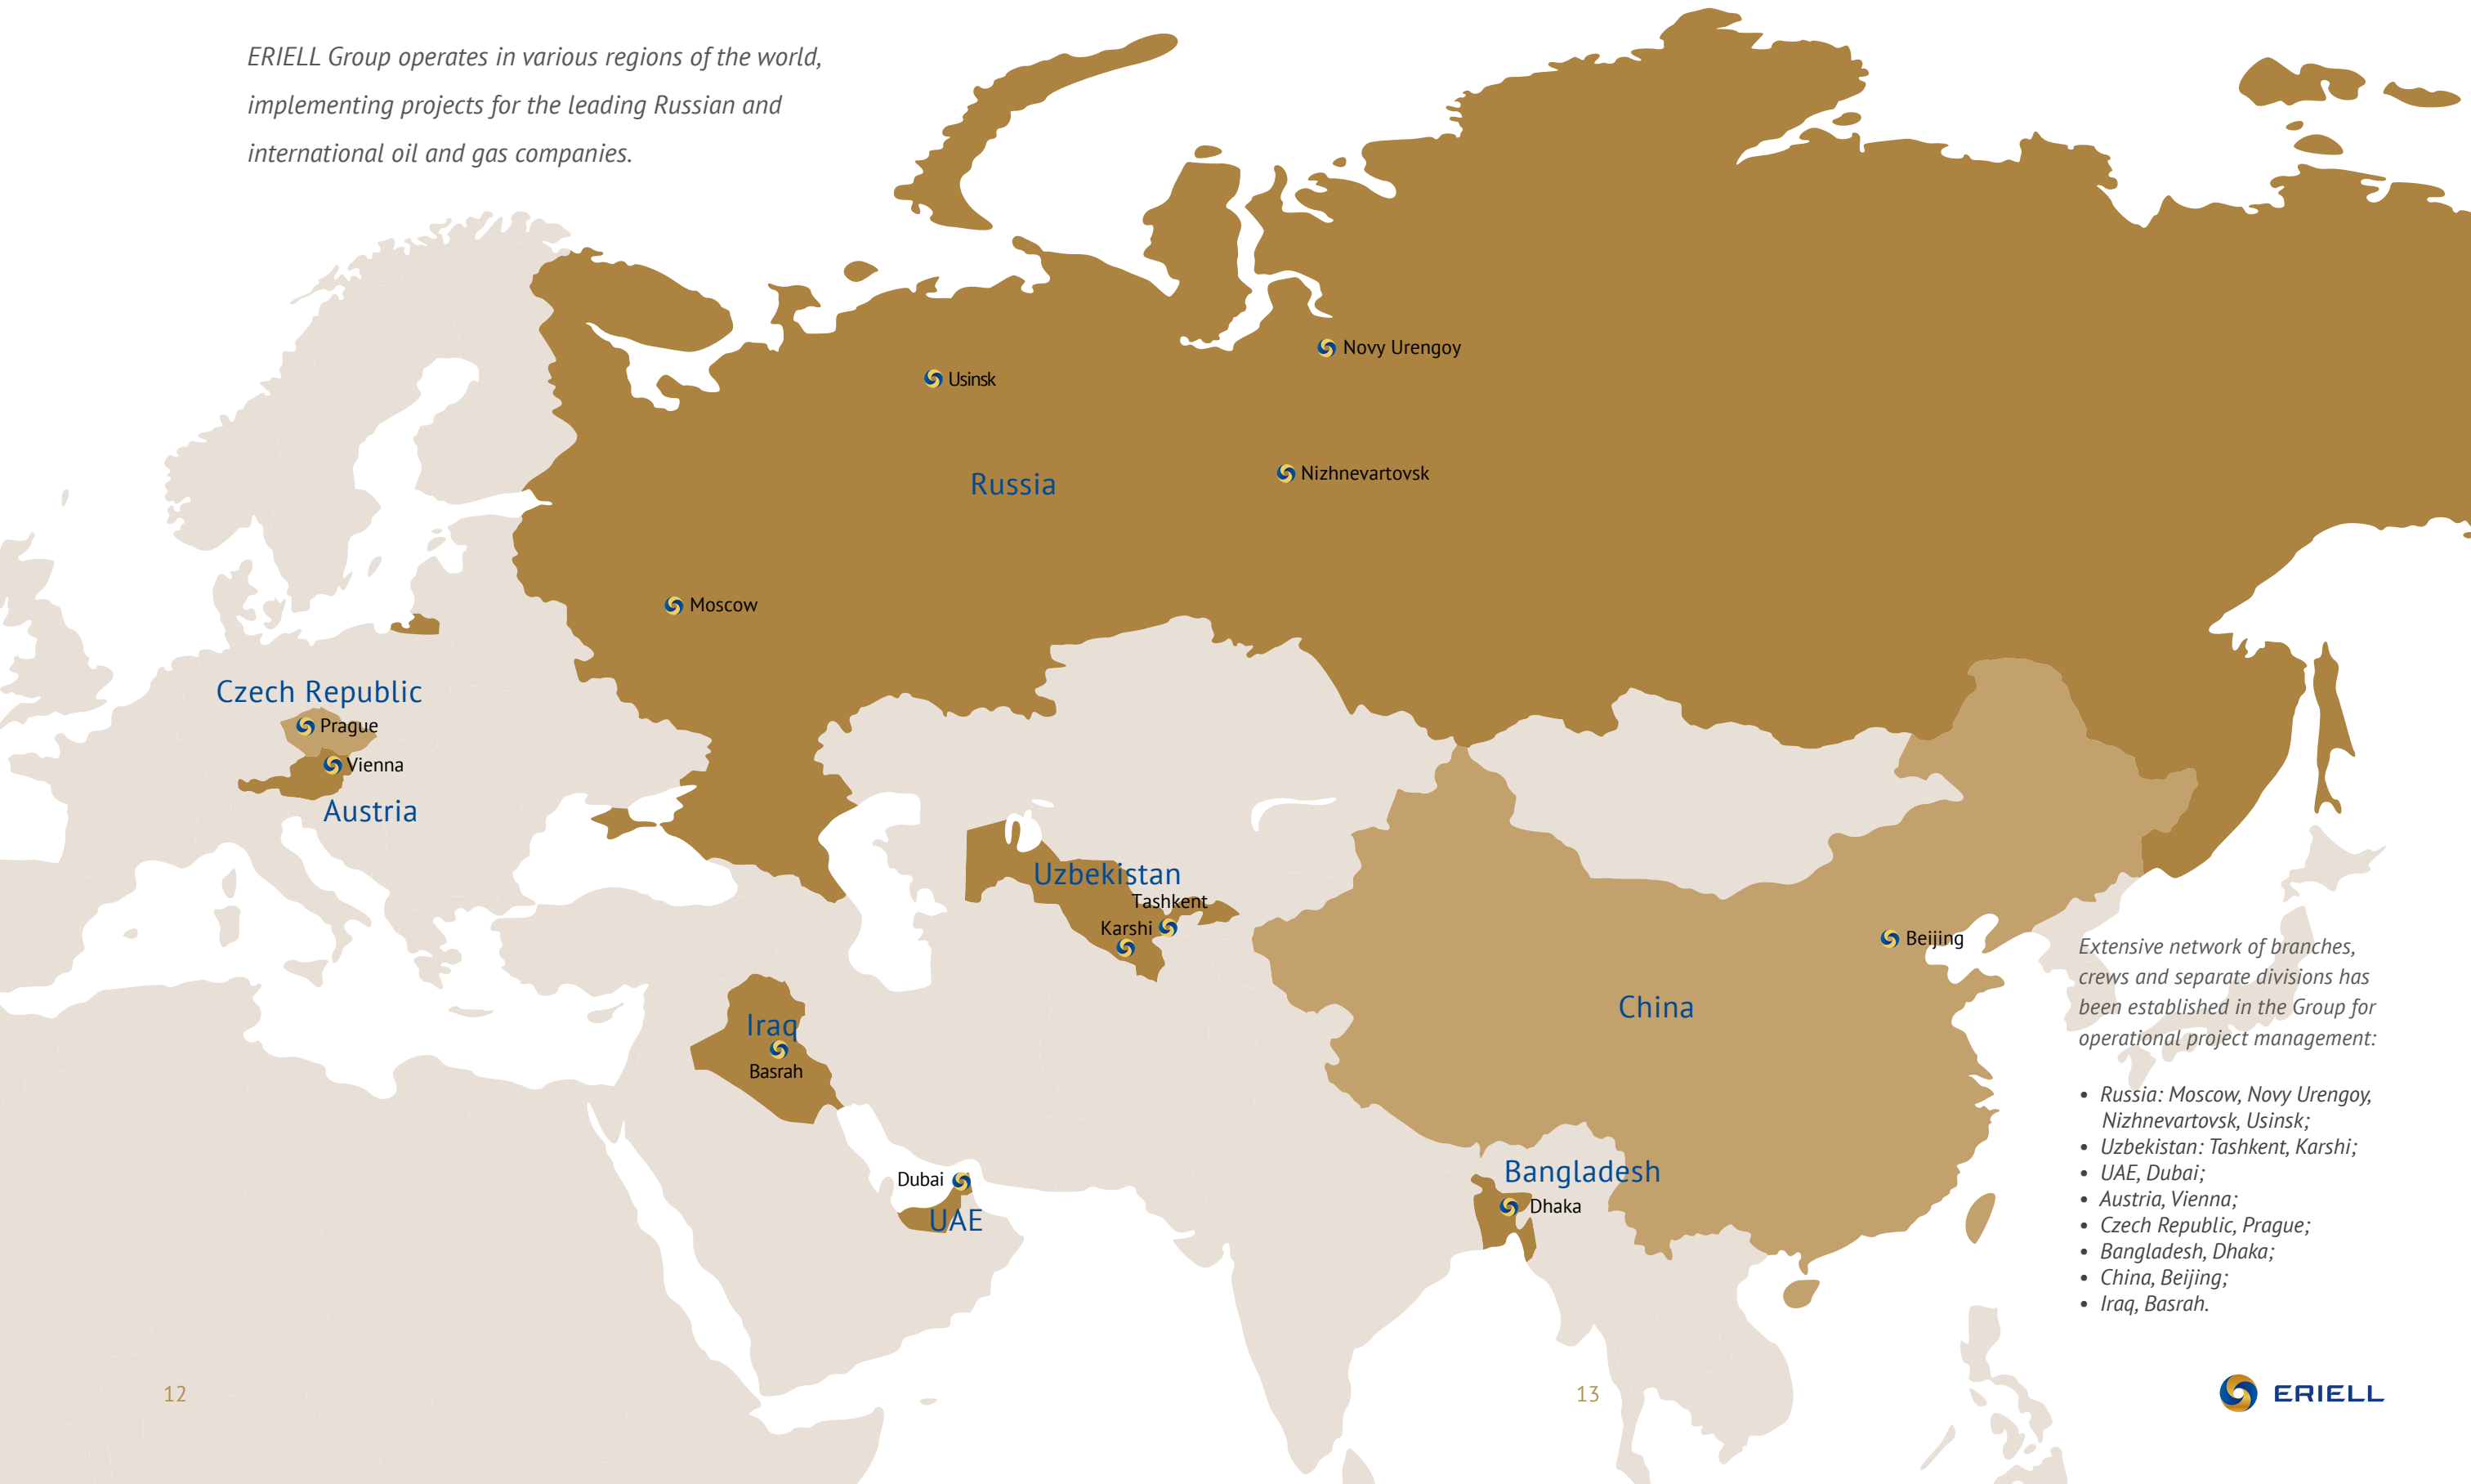 ERIELL Group operates in various regions of the world,
implementing projects for the leading Russian and
international oil and gas companies.
Novy Urengoy
Usinsk
Nizhnevartovsk
Russia
Moscow
Czech Republic
Prague
Vienna
Austria
Uzbekistan
Tashkent
Karshi
Beijing
China
Iraq
Basrah
Bangladesh
Dhaka
Dubai
UAE
Extensive network of branches,
crews and separate divisions has
been established in the Group for
operational project management:
• Russia: Moscow, Novy Urengoy,
Nizhnevartovsk, Usinsk;
• Uzbekistan: Tashkent, Karshi;
• UAE, Dubai;
• Austria, Vienna;
• Czech Republic, Prague;
• Bangladesh, Dhaka;
• China, Beijing;
• Iraq, Basrah.
12
13
ERIELL